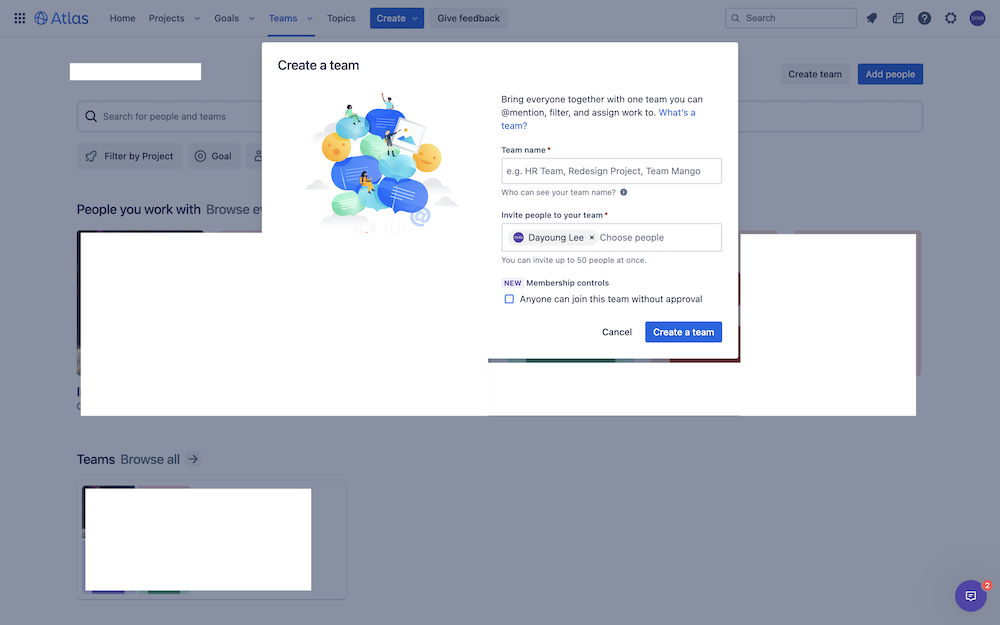 Atlas Home Projects Goals Teams Topics Create Give feedback Search
Create a team
Create team Add people
Search for people and teams
Filter by Project Goal
Bring everyone together with one team you can
@mention, filter, and assign work to. What's a
team?
Team name *
e.g. HR Team, Redesign Project, Team Mango
Who can see your team name?
People you work with Browse
Invite people to your team *
Dayoung Lee × Choose people
You can invite up to 50 people at once.
NEW Membership controls
Anyone can join this team without approval
Cancel Create a team
@
Teams Browse all →
2